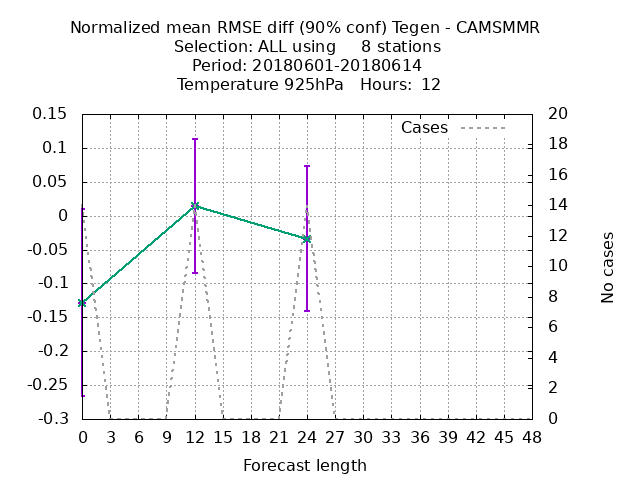 Normalized mean RMSE diff (90% conf) Tegen - CAMSMMR
Selection: ALL using     8 stations
Period: 20180601-20180614
Temperature 925hPa   Hours:  12
Cases
0.15
0.1
0.05
0
-0.05
-0.1
-0.15
-0.2
-0.25
-0.3
20
18
16
14
12
10
8
6
4
2
0
No cases
0 3 6 9 12 15 18 21 24 27 30 33 36 39 42 45 48
Forecast length